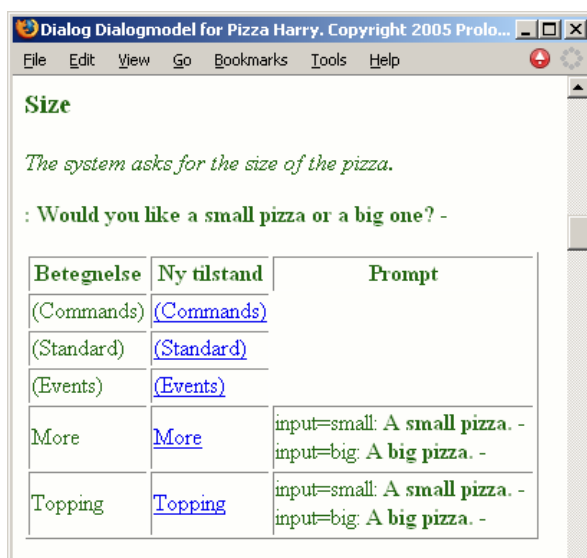 Dialog Dialogmodel for Pizza Harry. Copyright 2005 Prolo...
File Edit View Go Bookmarks Tools Help
Size
The system asks for the size of the pizza.
: Would you like a small pizza or a big one? -
Betegnelse Ny tilstand Prompt
(Commands) (Commands)
(Standard) (Standard)
(Events) (Events)
More More input=small: A small pizza. -
input=big: A big pizza. -
Topping Topping input=small: A small pizza. -
input=big: A big pizza. -